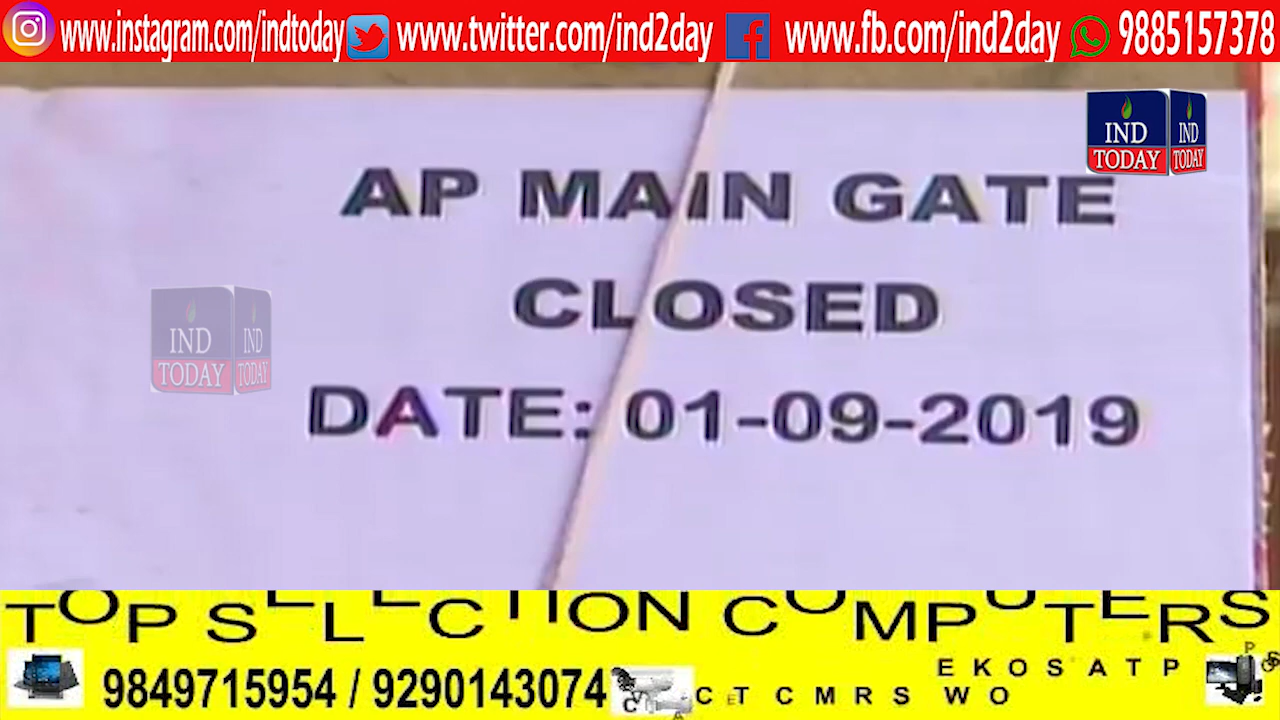 www.instagram.com/indtoday www.twitter.com/ind2day www.fb.com/ind2day 9885157378
IND TODAY IND TODAY
AP MAIN GATE
CLOSED
IND TODAY IND TODAY
DATE: 01-09-2019
TOP SELECTION COMPUTERS
9849715954 / 9290143074